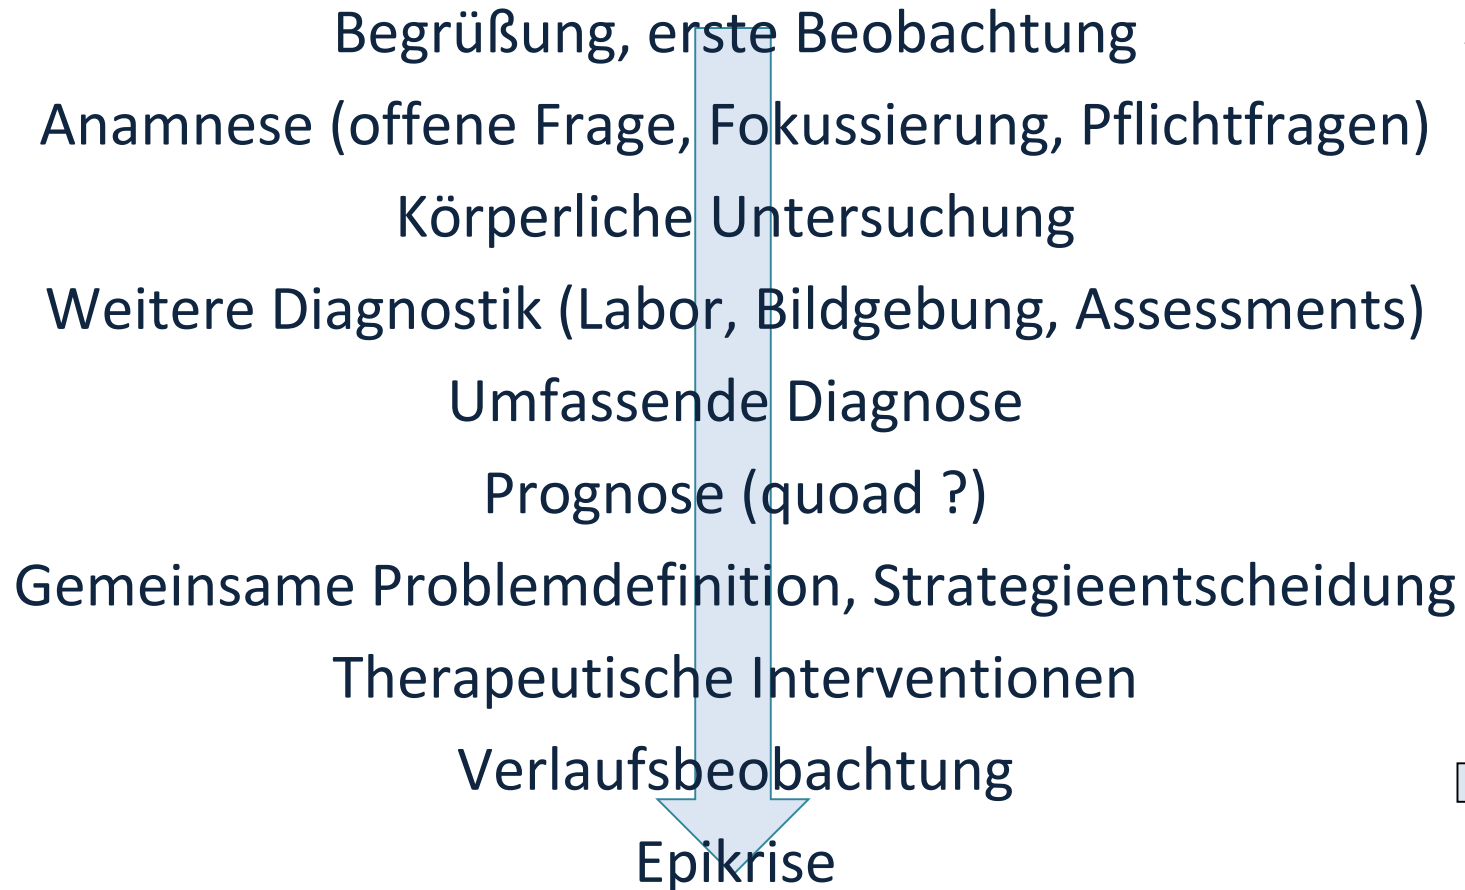 Begrüßung, erste Beobachtung
Anamnese (offene Frage, Fokussierung, Pflichtfragen)
Körperliche Untersuchung
Weitere Diagnostik (Labor, Bildgebung, Assessments)
Umfassende Diagnose
Prognose (quoad ?)
Gemeinsame Problemdefinition, Strategieentscheidung
Therapeutische Interventionen
Verlaufsbeobachtung
Epikrise